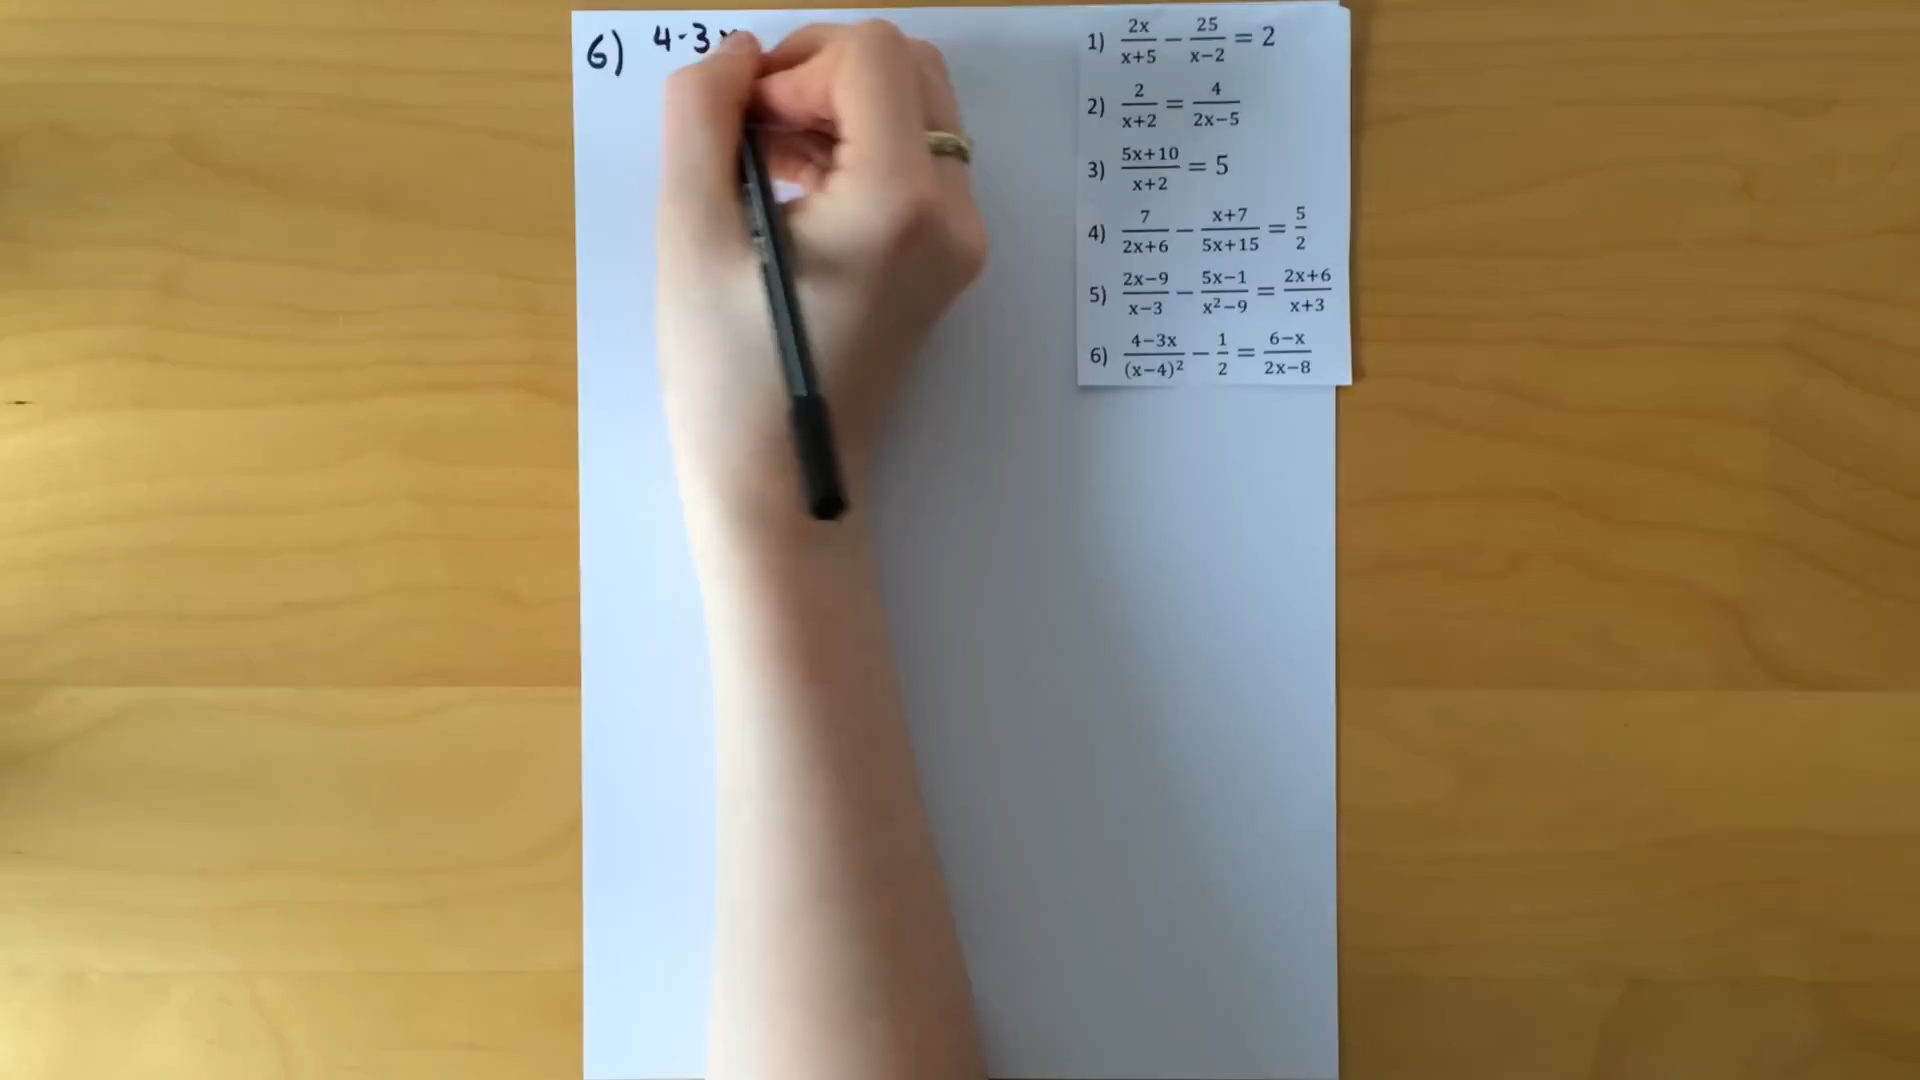 6) 4-3x
1) 2x/x+5 − 25/x−2 = 2
2) 2/x+2 = 4/2x−5
3) 5x+10/x+2 = 5
4) 7/2x+6 − x+7/5x+15 = 5/2
5) 2x−9/x−3 − 5x−1/x²−9 = 2x+6/x+3
6) 4−3x/(x−4)² − 1/2 = 6−x/2x−8